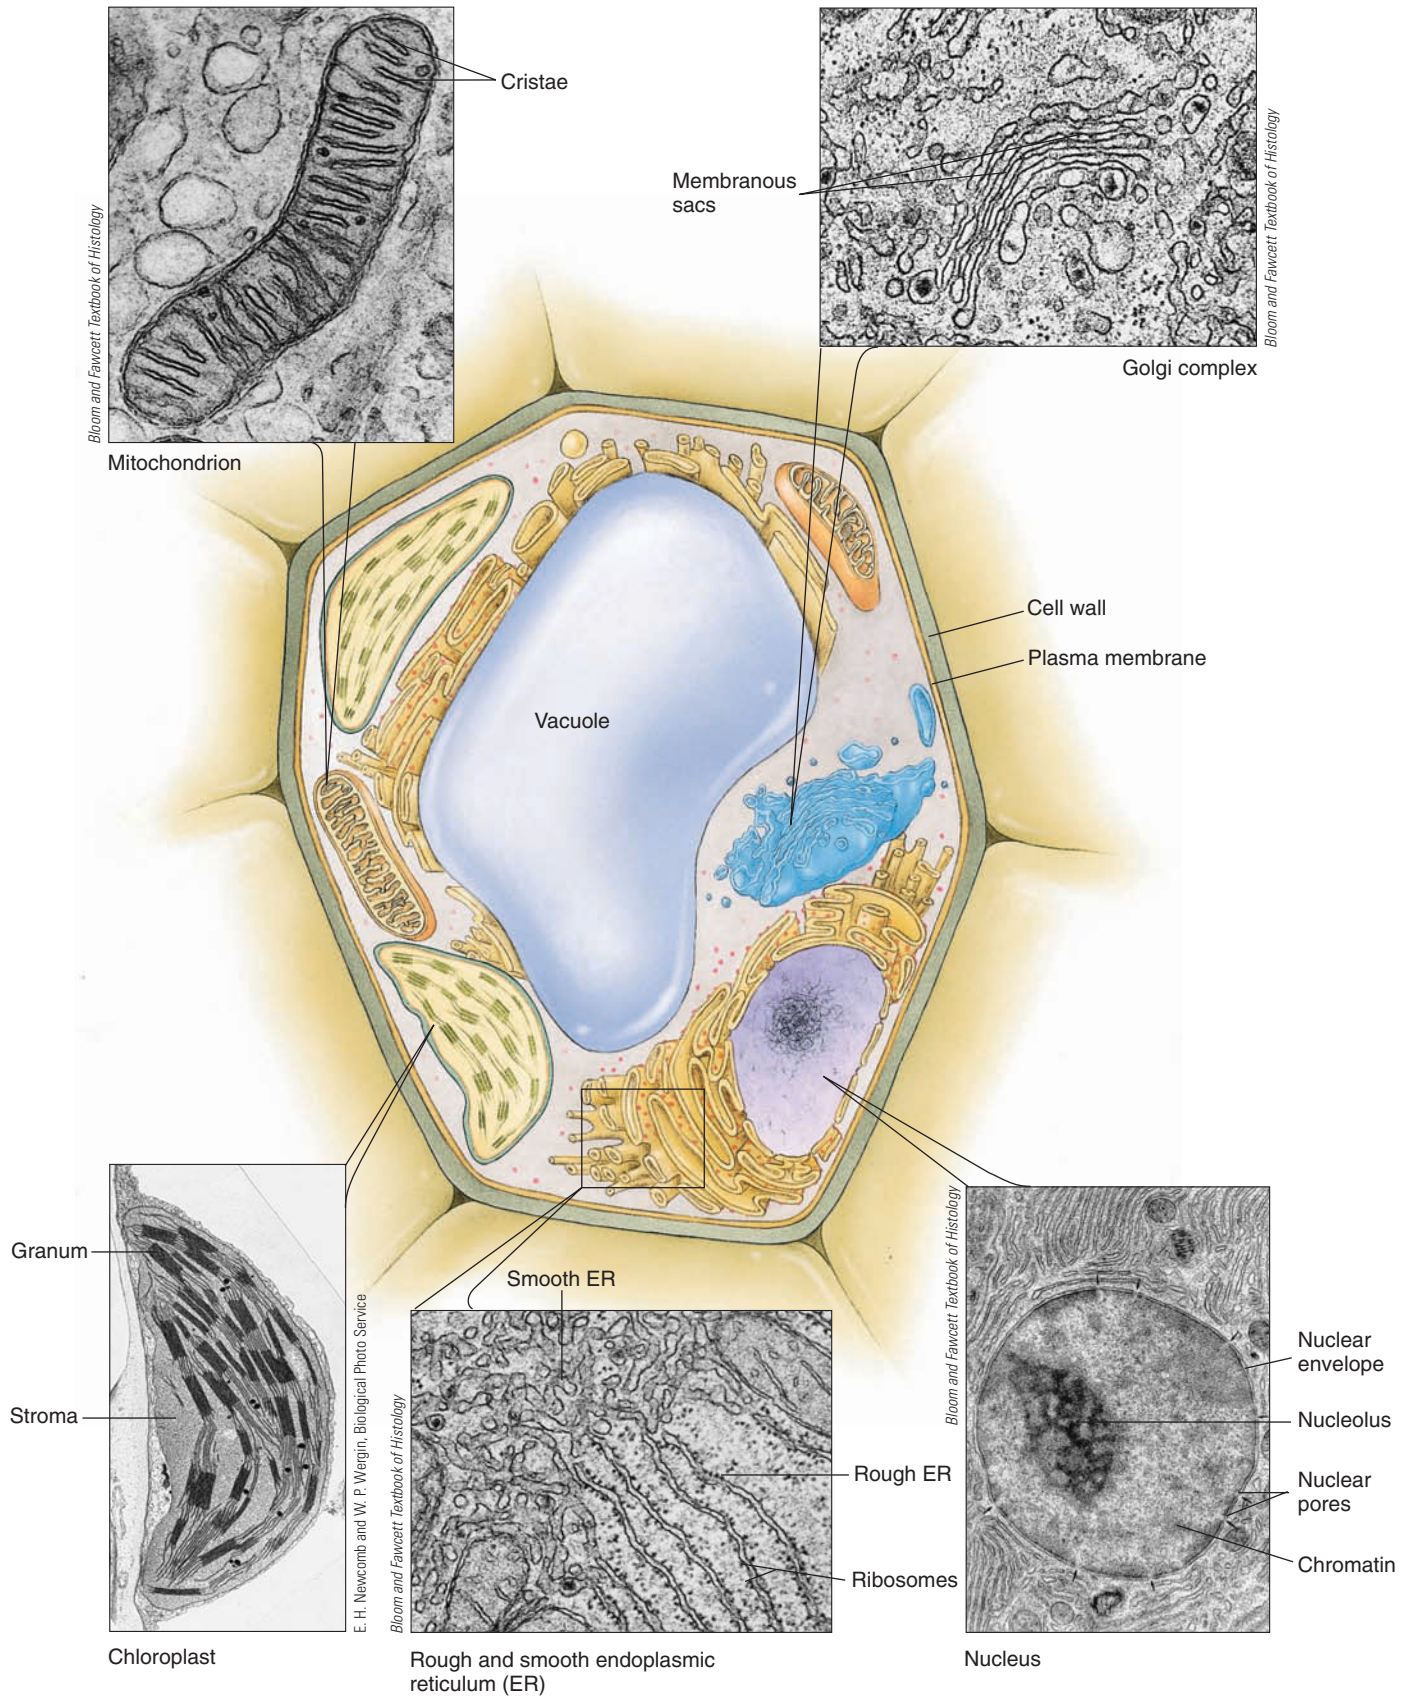 Cristae
Membranous
sacs
Bloom and Fawcett Textbook of Histology
Bloom and Fawcett Textbook of Histology
Golgi complex
Mitochondrion
Cell wall
Plasma membrane
Vacuole
Granum
Stroma
E. H. Newcomb and W. P. Wergin, Biological Photo Service
Chloroplast
Smooth ER
Bloom and Fawcett Textbook of Histology
Rough ER
Ribosomes
Rough and smooth endoplasmic
reticulum (ER)
Bloom and Fawcett Textbook of Histology
Nuclear
envelope
Nucleolus
Nuclear
pores
Chromatin
Nucleus